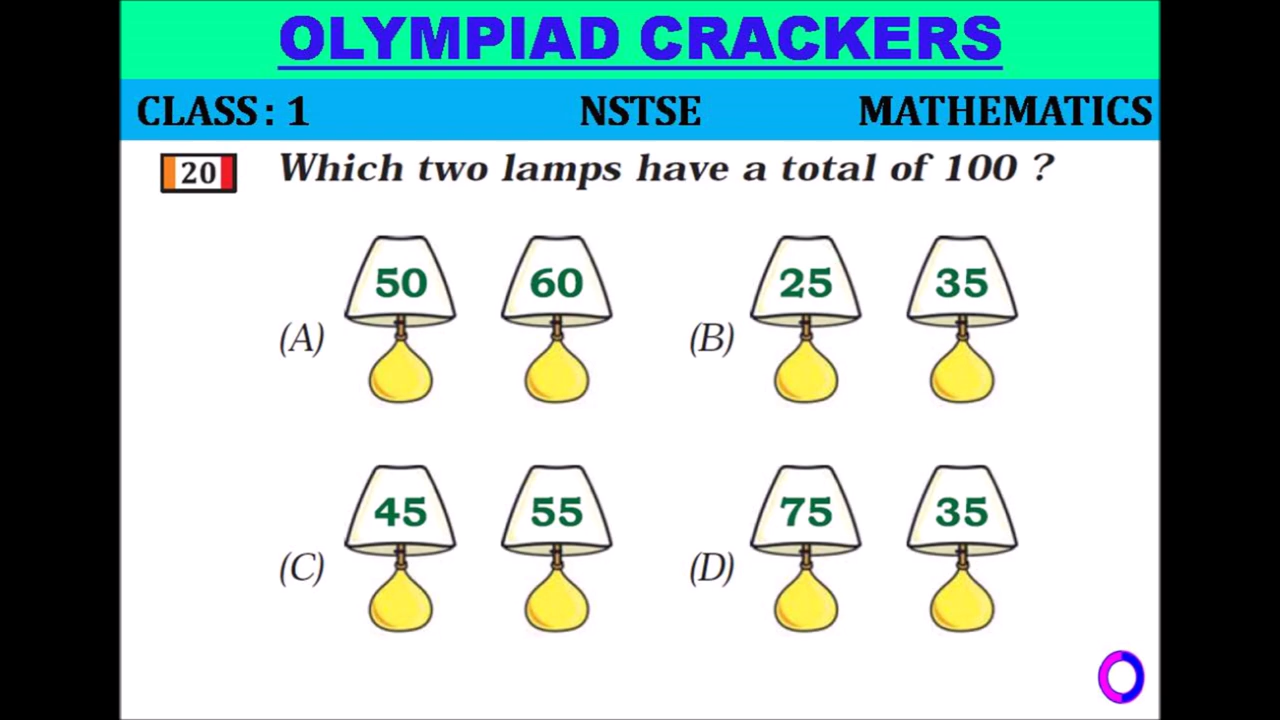 OLYMPIAD CRACKERS
CLASS : 1 NSTSE MATHEMATICS
20 Which two lamps have a total of 100 ?
50 60 25 35
(A) (B)
45 55 75 35
(C) (D)